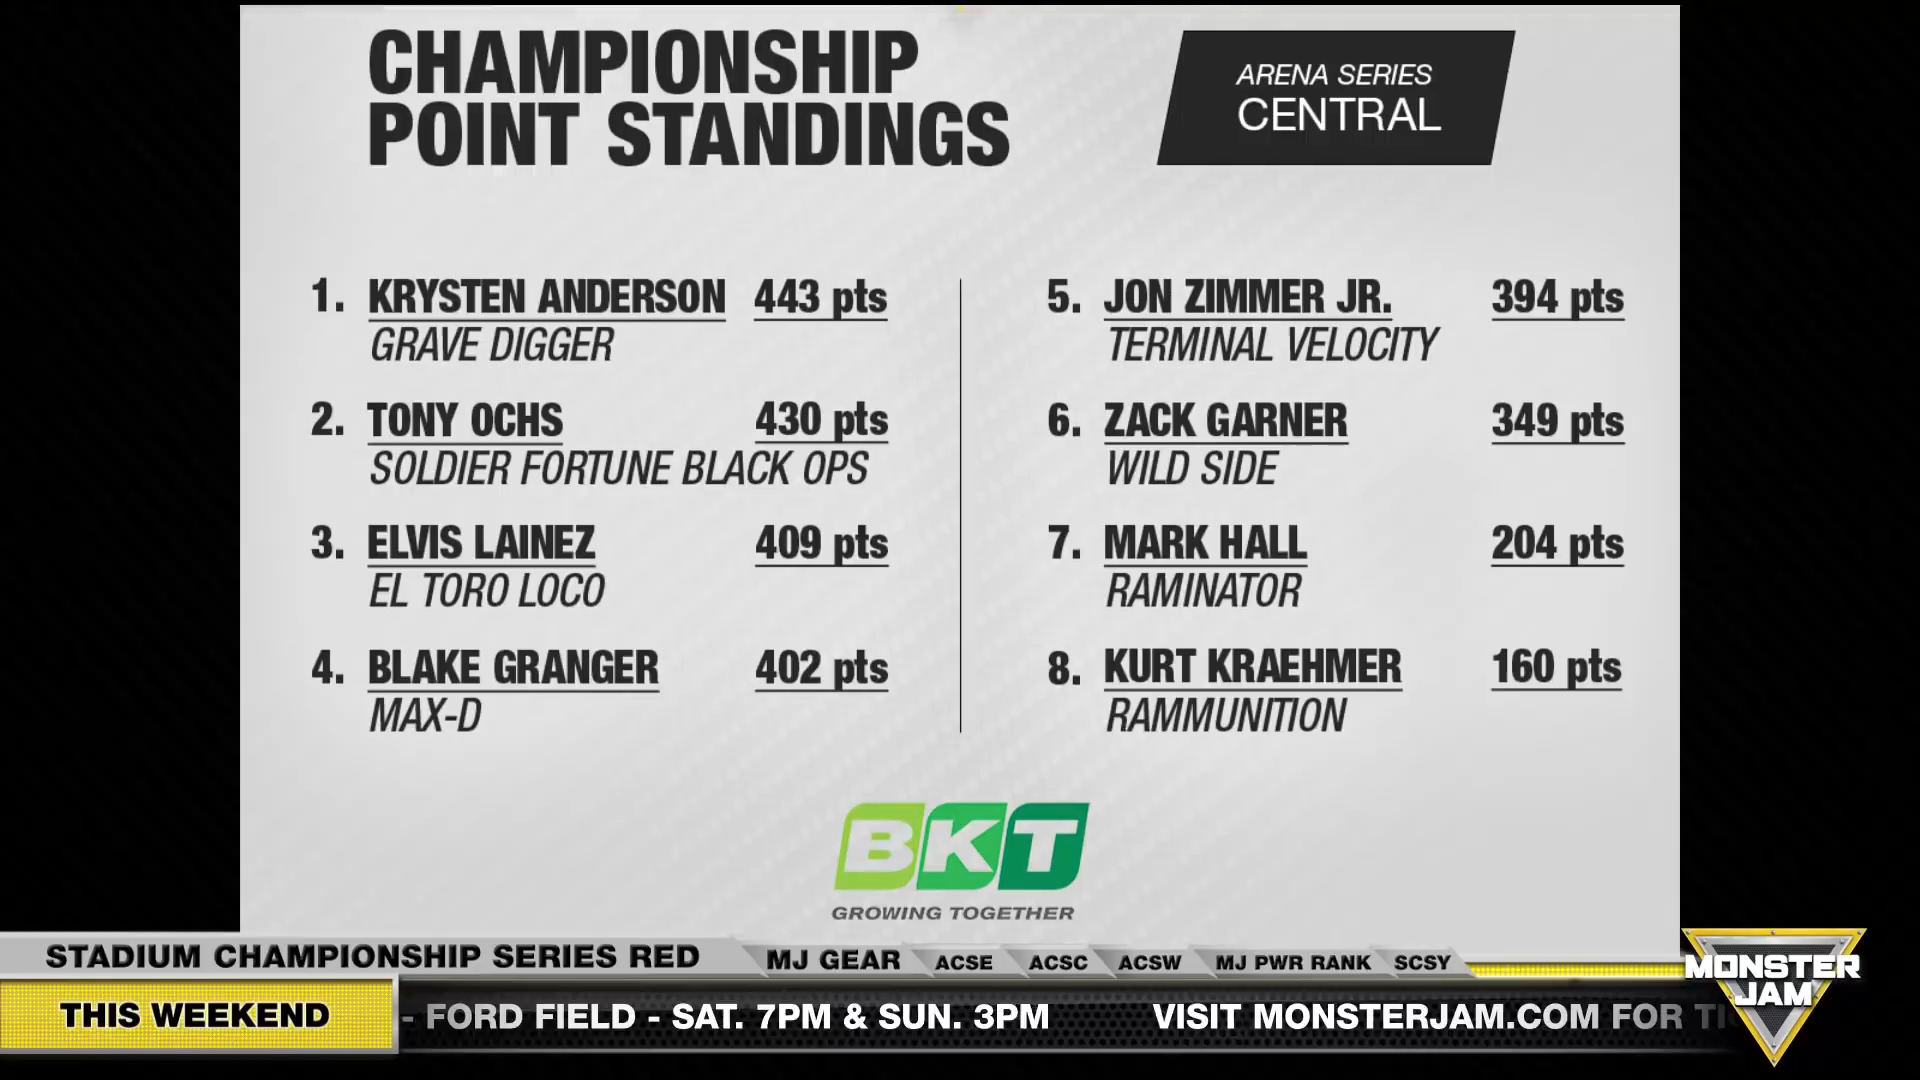 CHAMPIONSHIP
POINT STANDINGS
ARENA SERIES
CENTRAL
1. KRYSTEN ANDERSON 443 pts
GRAVE DIGGER
2. TONY OCHS 430 pts
SOLDIER FORTUNE BLACK OPS
3. ELVIS LAINEZ 409 pts
EL TORO LOCO
4. BLAKE GRANGER 402 pts
MAX-D
5. JON ZIMMER JR. 394 pts
TERMINAL VELOCITY
6. ZACK GARNER 349 pts
WILD SIDE
7. MARK HALL 204 pts
RAMINATOR
8. KURT KRAEHMER 160 pts
RAMMUNITION
BKT
GROWING TOGETHER
STADIUM CHAMPIONSHIP SERIES RED MJ GEAR ACSE ACSC ACSW MJ PWR RANK SCSY
THIS WEEKEND - FORD FIELD - SAT. 7PM & SUN. 3PM VISIT MONSTERJAM.COM FOR
MONSTER
JAM